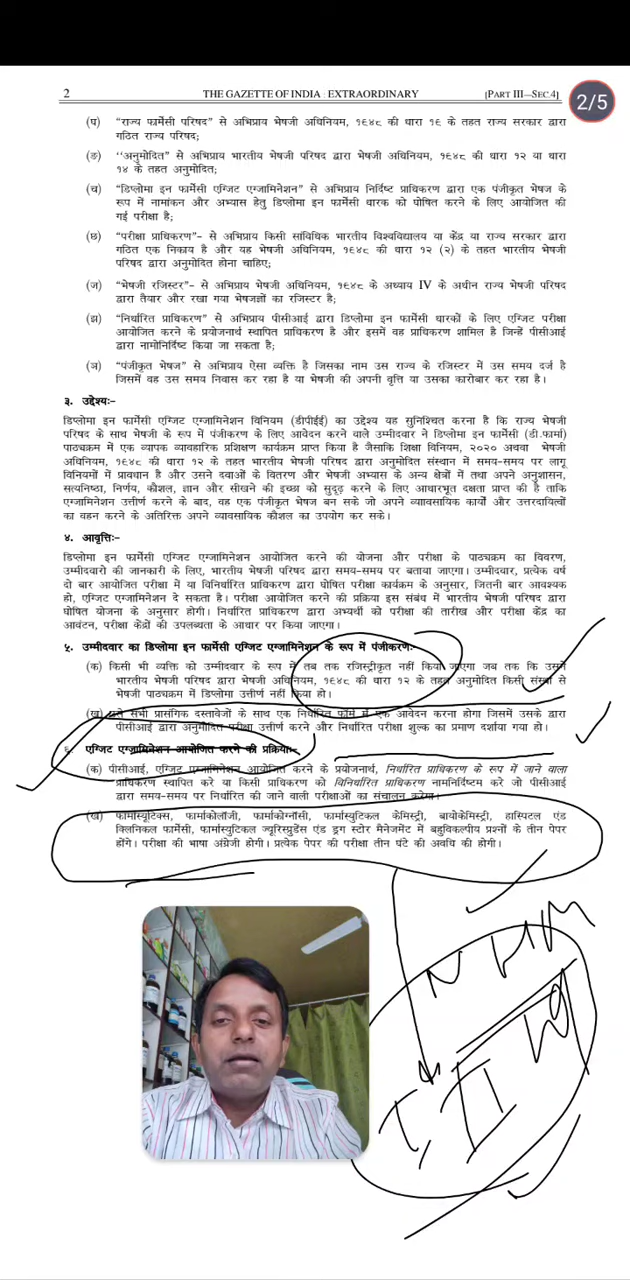 2 THE GAZETTE OF INDIA : EXTRAORDINARY [PART III—SEC.4]
2/5
(प) "राज्य फार्मेसी परिषद" से अभिप्राय भेषजी अधिनियम, १९४८ की धारा १९ के तहत राज्य सरकार द्वारा
गठित राज्य परिषद;
(ङ) ''अनुमोदित" से अभिप्राय भारतीय भेषजी परिषद द्वारा भेषजी अधिनियम, १९४८ की धारा १२ या धारा
१४ के तहत अनुमोदित;
(च) "डिप्लोमा इन फार्मेसी एग्जिट एग्जामिनेशन" से अभिप्राय निर्दिष्ट प्राधिकरण द्वारा एक पंजीकृत भेषज के
रूप में नामांकन और अभ्यास हेतु डिप्लोमा इन फार्मेसी धारक को घोषित करने के लिए आयोजित की
गई परीक्षा है;
(छ) "परीक्षा प्राधिकरण"– से अभिप्राय किसी सांविधिक भारतीय विश्वविद्यालय या केंद्र या राज्य सरकार द्वारा
गठित एक निकाय है और यह भेषजी अधिनियम, १९४८ की धारा १२ (२) के तहत भारतीय भेषजी
परिषद द्वारा अनुमोदित होना चाहिए;
(ज) "भेषजी रजिस्टर"– से अभिप्राय भेषजी अधिनियम, १९४८ के अध्याय IV के अधीन राज्य भेषजी परिषद
द्वारा तैयार और रखा गया भेषजज्ञों का रजिस्टर है;
(झ) "निर्धारित प्राधिकरण" से अभिप्राय पीसीआई द्वारा डिप्लोमा इन फार्मेसी धारकों के लिए एग्जिट परीक्षा
आयोजित करने के प्रयोजनार्थ स्थापित प्राधिकरण है और इसमें वह प्राधिकरण शामिल है जिन्हें पीसीआई
द्वारा नामोनिर्दिष्ट किया जा सकता है;
(ञ) "पंजीकृत भेषज" से अभिप्राय ऐसा व्यक्ति है जिसका नाम उस राज्य के रजिस्टर में उस समय दर्ज है
जिसमें वह उस समय निवास कर रहा है या भेषजी की अपनी वृत्ति या उसका कारोबार कर रहा है।
३. उद्देश्यः–
डिप्लोमा इन फार्मेसी एग्जिट एग्जामिनेशन विनियम (डीपीईई) का उद्देश्य यह सुनिश्चित करना है कि राज्य भेषजी
परिषद के साथ भेषजी के रूप में पंजीकरण के लिए आवेदन करने वाले उम्मीदवार ने डिप्लोमा इन फार्मेसी (डी.फार्मा)
पाठ्यक्रम में एक व्यापक व्यावहारिक प्रशिक्षण कार्यक्रम प्राप्त किया है जैसाकि शिक्षा विनियम, २०२० अथवा भेषजी
अधिनियम, १९४८ की धारा १२ के तहत भारतीय भेषजी परिषद द्वारा अनुमोदित संस्थान में समय-समय पर लागू
विनियमों में प्रावधान है और उसने दवाओं के वितरण और भेषजी अभ्यास के अन्य क्षेत्रों में तथा अपने अनुशासन,
सत्यनिष्ठा, निर्णय, कौशल, ज्ञान और सीखने की इच्छा को सुदृढ़ करने के लिए आधारभूत दक्षता प्राप्त की है ताकि
एग्जामिनेशन उत्तीर्ण करने के बाद, वह एक पंजीकृत भेषज बन सके जो अपने व्यावसायिक कार्यों और उत्तरदायित्वों
का वहन करने के अतिरिक्त अपने व्यावसायिक कौशल का उपयोग कर सके।
४. आवृत्तिः–
डिप्लोमा इन फार्मेसी एग्जिट एग्जामिनेशन आयोजित करने की योजना और परीक्षा के पाठ्यक्रम का विवरण,
उम्मीदवारो की जानकारी के लिए, भारतीय भेषजी परिषद द्वारा समय-समय पर बताया जाएगा। उम्मीदवार, प्रत्येक वर्ष
दो बार आयोजित परीक्षा में या विनिर्धारित प्राधिकरण द्वारा घोषित परीक्षा कार्यक्रम के अनुसार, जितनी बार आवश्यक
हो, एग्जिट एग्जामिनेशन दे सकता है। परीक्षा आयोजित करने की प्रक्रिया इस संबंध में भारतीय भेषजी परिषद द्वारा
घोषित योजना के अनुसार होगी। निर्धारित प्राधिकरण द्वारा अभ्यर्थी को परीक्षा की तारीख और परीक्षा केंद्र का
आवंटन, परीक्षा केंद्रों की उपलब्धता के आधार पर किया जाएगा।
५. उम्मीदवार का डिप्लोमा इन फार्मेसी एग्जिट एग्जामिनेशन के रूप में पंजीकरणः
(क) किसी भी व्यक्ति को उम्मीदवार के रूप में तब तक रजिस्ट्रीकृत नहीं किया जाएगा जब तक कि उसने
भारतीय भेषजी परिषद द्वारा भेषजी अधिनियम, १९४८ की धारा १२ के तहत अनुमोदित किसी संस्था से
भेषजी पाठ्यक्रम में डिप्लोमा उत्तीर्ण नहीं किया हो।
(ख) उसे सभी प्रासंगिक दस्तावेजों के साथ एक निर्धारित फॉर्म में एक आवेदन करना होगा जिसमें उसके द्वारा
पीसीआई द्वारा अनुमोदित परीक्षा उत्तीर्ण करने और निर्धारित परीक्षा शुल्क का प्रमाण दर्शाया गया हो।
६. एग्जिट एग्जामिनेशन आयोजित करने की प्रक्रियाः–
(क) पीसीआई, एग्जिट एग्जामिनेशन आयोजित करने के प्रयोजनार्थ, निर्धारित प्राधिकरण के रूप में जाने वाला
प्राधिकरण स्थापित करे या किसी प्राधिकरण को विनिर्धारित प्राधिकरण नामनिर्दिष्टम करे जो पीसीआई
द्वारा समय-समय पर निर्धारित की जाने वाली परीक्षाओं का संचालन करेगा।
(ख) फार्मास्यूटिक्स, फार्माकोलॉजी, फार्माकोग्नॉसी, फार्मास्युटिकल केमिस्ट्री, बायोकेमिस्ट्री, हास्पिटल एंड
क्लिनिकल फार्मेसी, फार्मास्युटिकल ज्यूरिस्प्रुडेंस एंड ड्रग स्टोर मैनेजमेंट में बहुविकल्पीय प्रश्नों के तीन पेपर
होंगे। परीक्षा की भाषा अंग्रेजी होगी। प्रत्येक पेपर की परीक्षा तीन घंटे की अवधि की होगी।